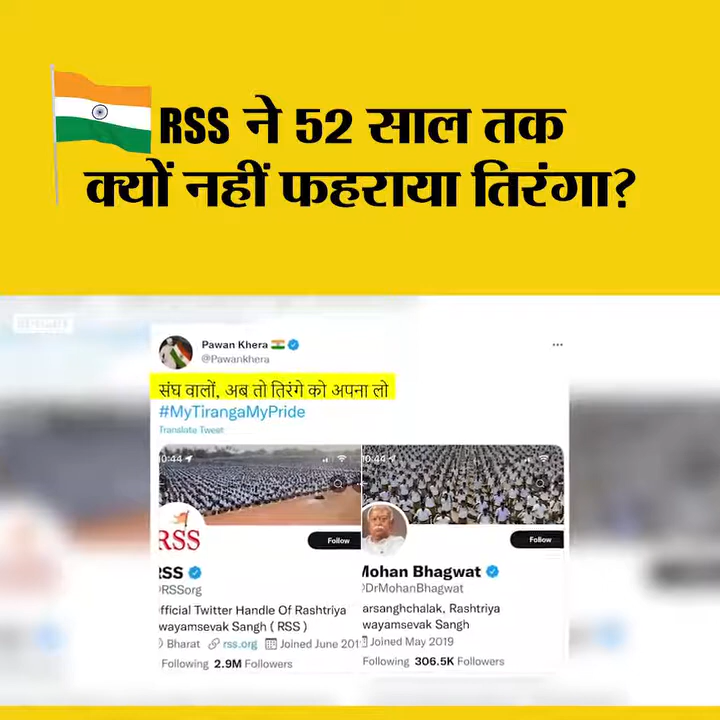 RSS ने 52 साल तक
क्यों नहीं फहराया तिरंगा?
Pawan Khera
@Pawankhera
संघ वालों, अब तो तिरंगे को अपना लो
#MyTirangaMyPride
Translate Tweet
10:44
RSS
Follow
RSS
RSSorg
fficial Twitter Handle Of Rashtriya
wayamsevak Sangh ( RSS )
Bharat rss.org Joined June 201
Following 2.9M Followers
10:44
Follow
Mohan Bhagwat
DrMohanBhagwat
arsanghchalak, Rashtriya
wayamsevak Sangh
Joined May 2019
Following 306.5K Followers